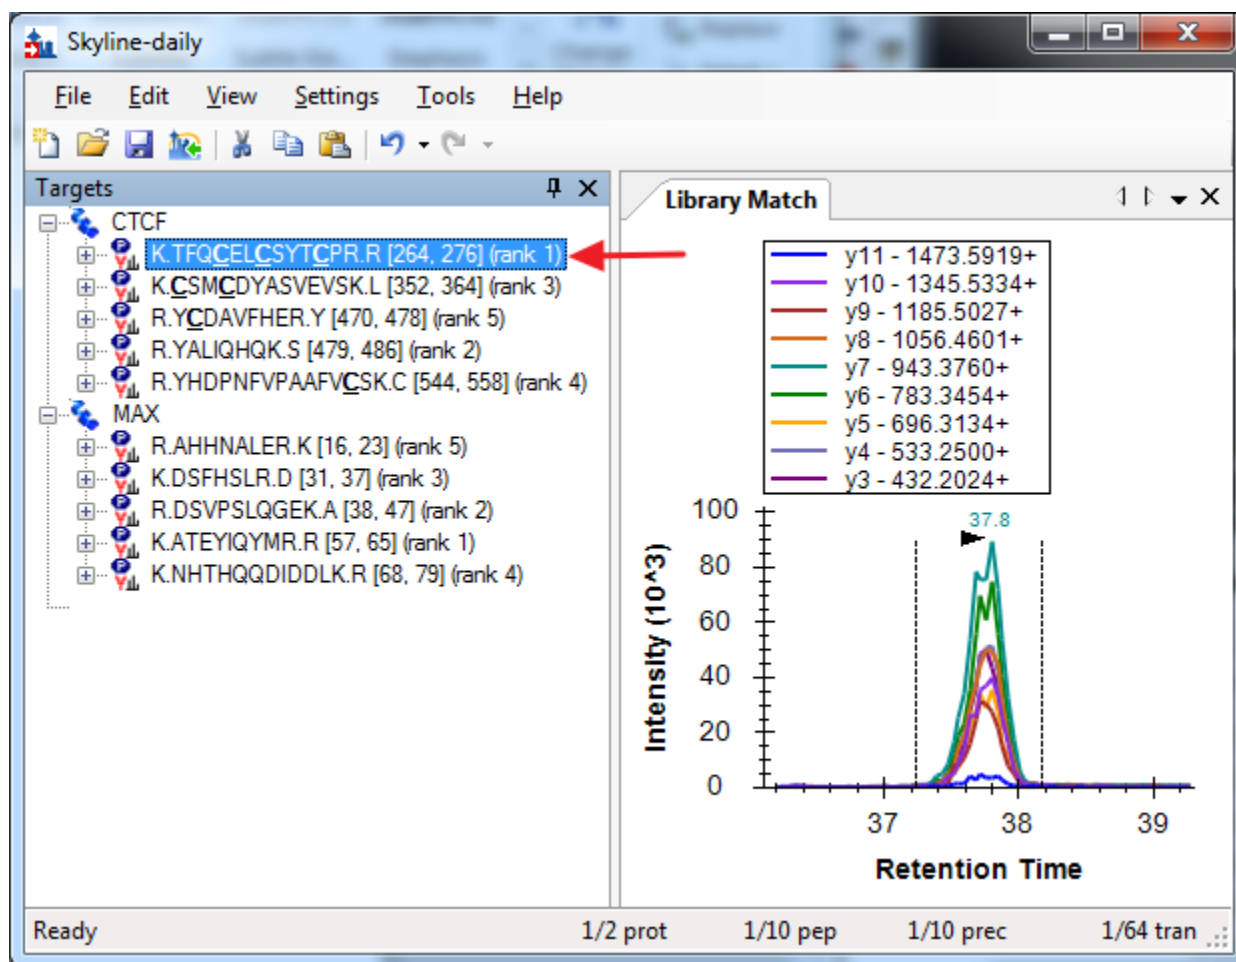 Skyline-daily
File Edit View Settings Tools Help
Targets
CTCF
K.TFQCELCSYTCPR.R [264, 276] (rank 1)
K.CSMCDYASVEVSK.L [352, 364] (rank 3)
R.YCDAVFHER.Y [470, 478] (rank 5)
R.YALIQHQK.S [479, 486] (rank 2)
R.YHDPNFVPAAFVCSK.C [544, 558] (rank 4)
MAX
R.AHHNALER.K [16, 23] (rank 5)
K.DSFHSLR.D [31, 37] (rank 3)
R.DSVPSLQGEK.A [38, 47] (rank 2)
K.ATEYIQYMR.R [57, 65] (rank 1)
K.NHTHQQDIDDLK.R [68, 79] (rank 4)
Library Match
y11 - 1473.5919+
y10 - 1345.5334+
y9 - 1185.5027+
y8 - 1056.4601+
y7 - 943.3760+
y6 - 783.3454+
y5 - 696.3134+
y4 - 533.2500+
y3 - 432.2024+
37.8
Intensity (10^3)
100
80
60
40
20
0
37 38 39
Retention Time
Ready 1/2 prot 1/10 pep 1/10 prec 1/64 tran